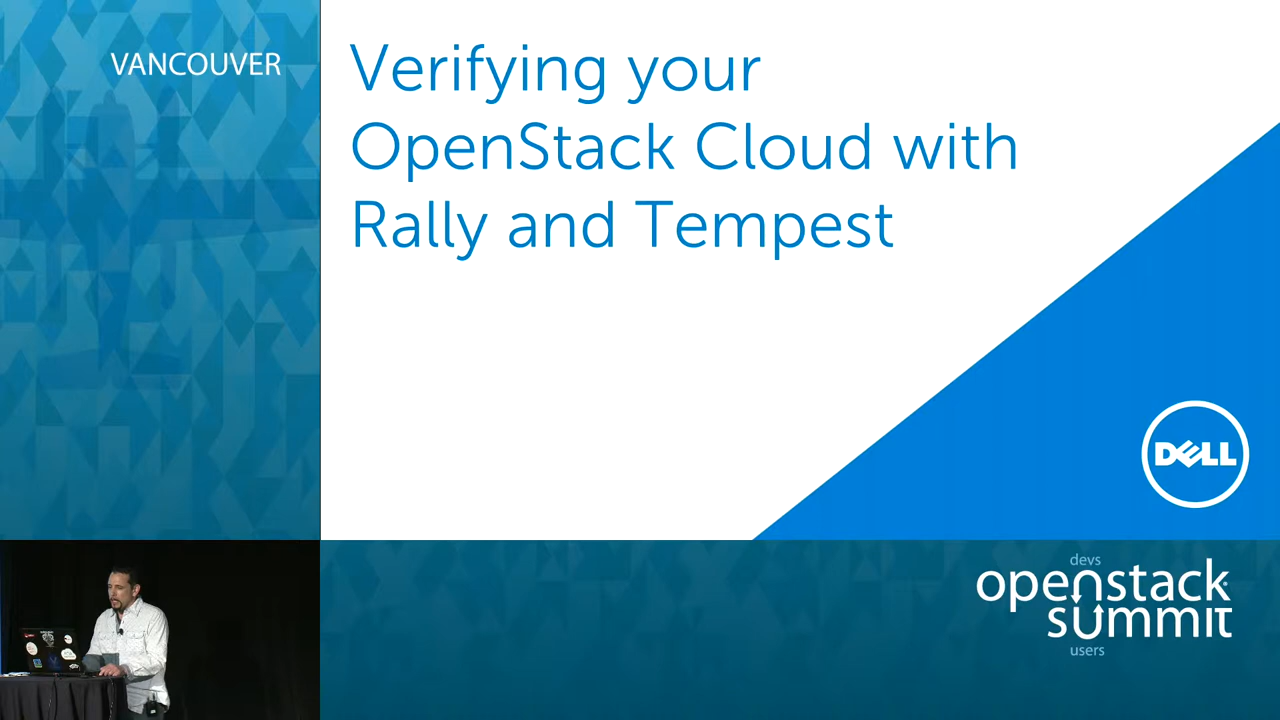 VANCOUVER
Verifying your
OpenStack Cloud with
Rally and Tempest
DELL
devs
openstack
summit
users